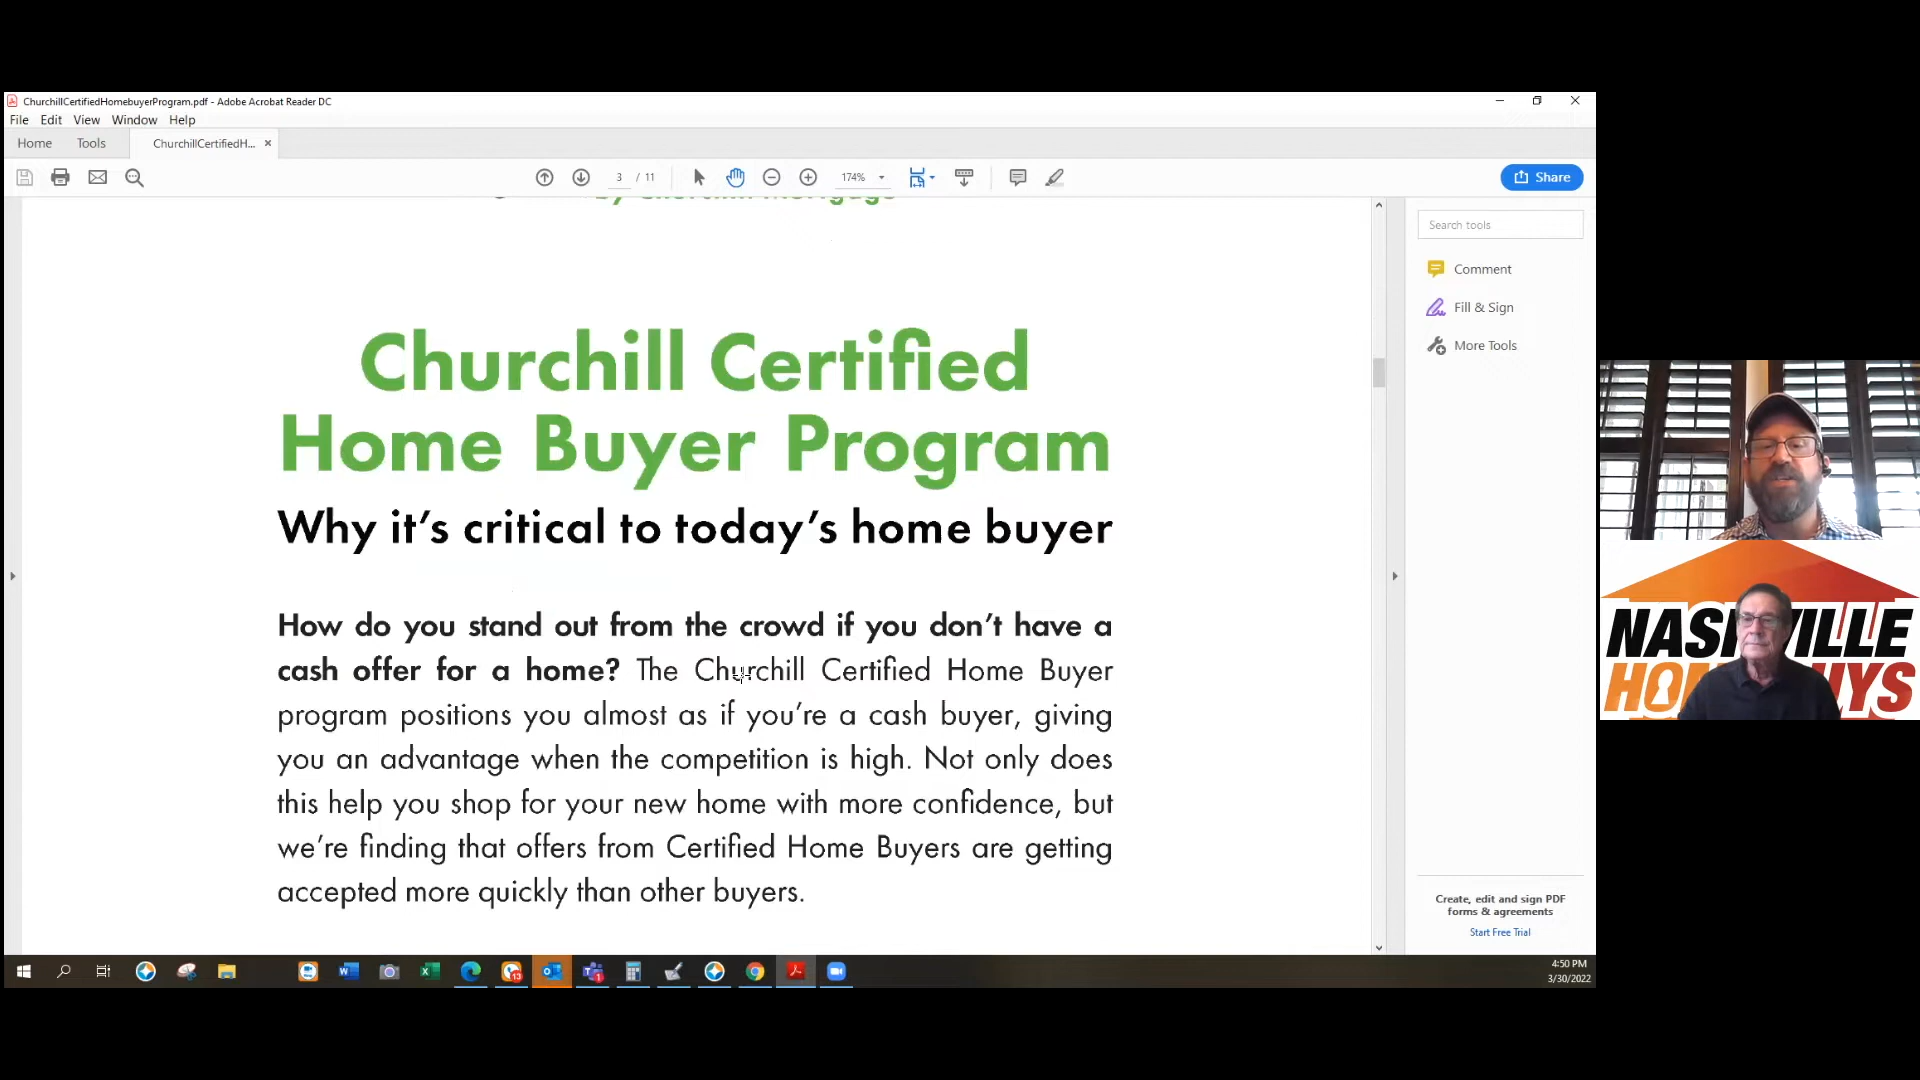 ChurchillCertifiedHomebuyerProgram.pdf - Adobe Acrobat Reader DC
File Edit View Window Help
Home Tools ChurchillCertifiedH... ×
3 / 11 174% Share
by Churchill Mortgage
Search tools
Comment
Fill & Sign
More Tools
Churchill Certified
Home Buyer Program
Why it’s critical to today’s home buyer
How do you stand out from the crowd if you don’t have a
cash offer for a home? The Churchill Certified Home Buyer
program positions you almost as if you’re a cash buyer, giving
you an advantage when the competition is high. Not only does
this help you shop for your new home with more confidence, but
we’re finding that offers from Certified Home Buyers are getting
accepted more quickly than other buyers.
Create, edit and sign PDF
forms & agreements
Start Free Trial
13
1
4:50 PM
3/30/2022